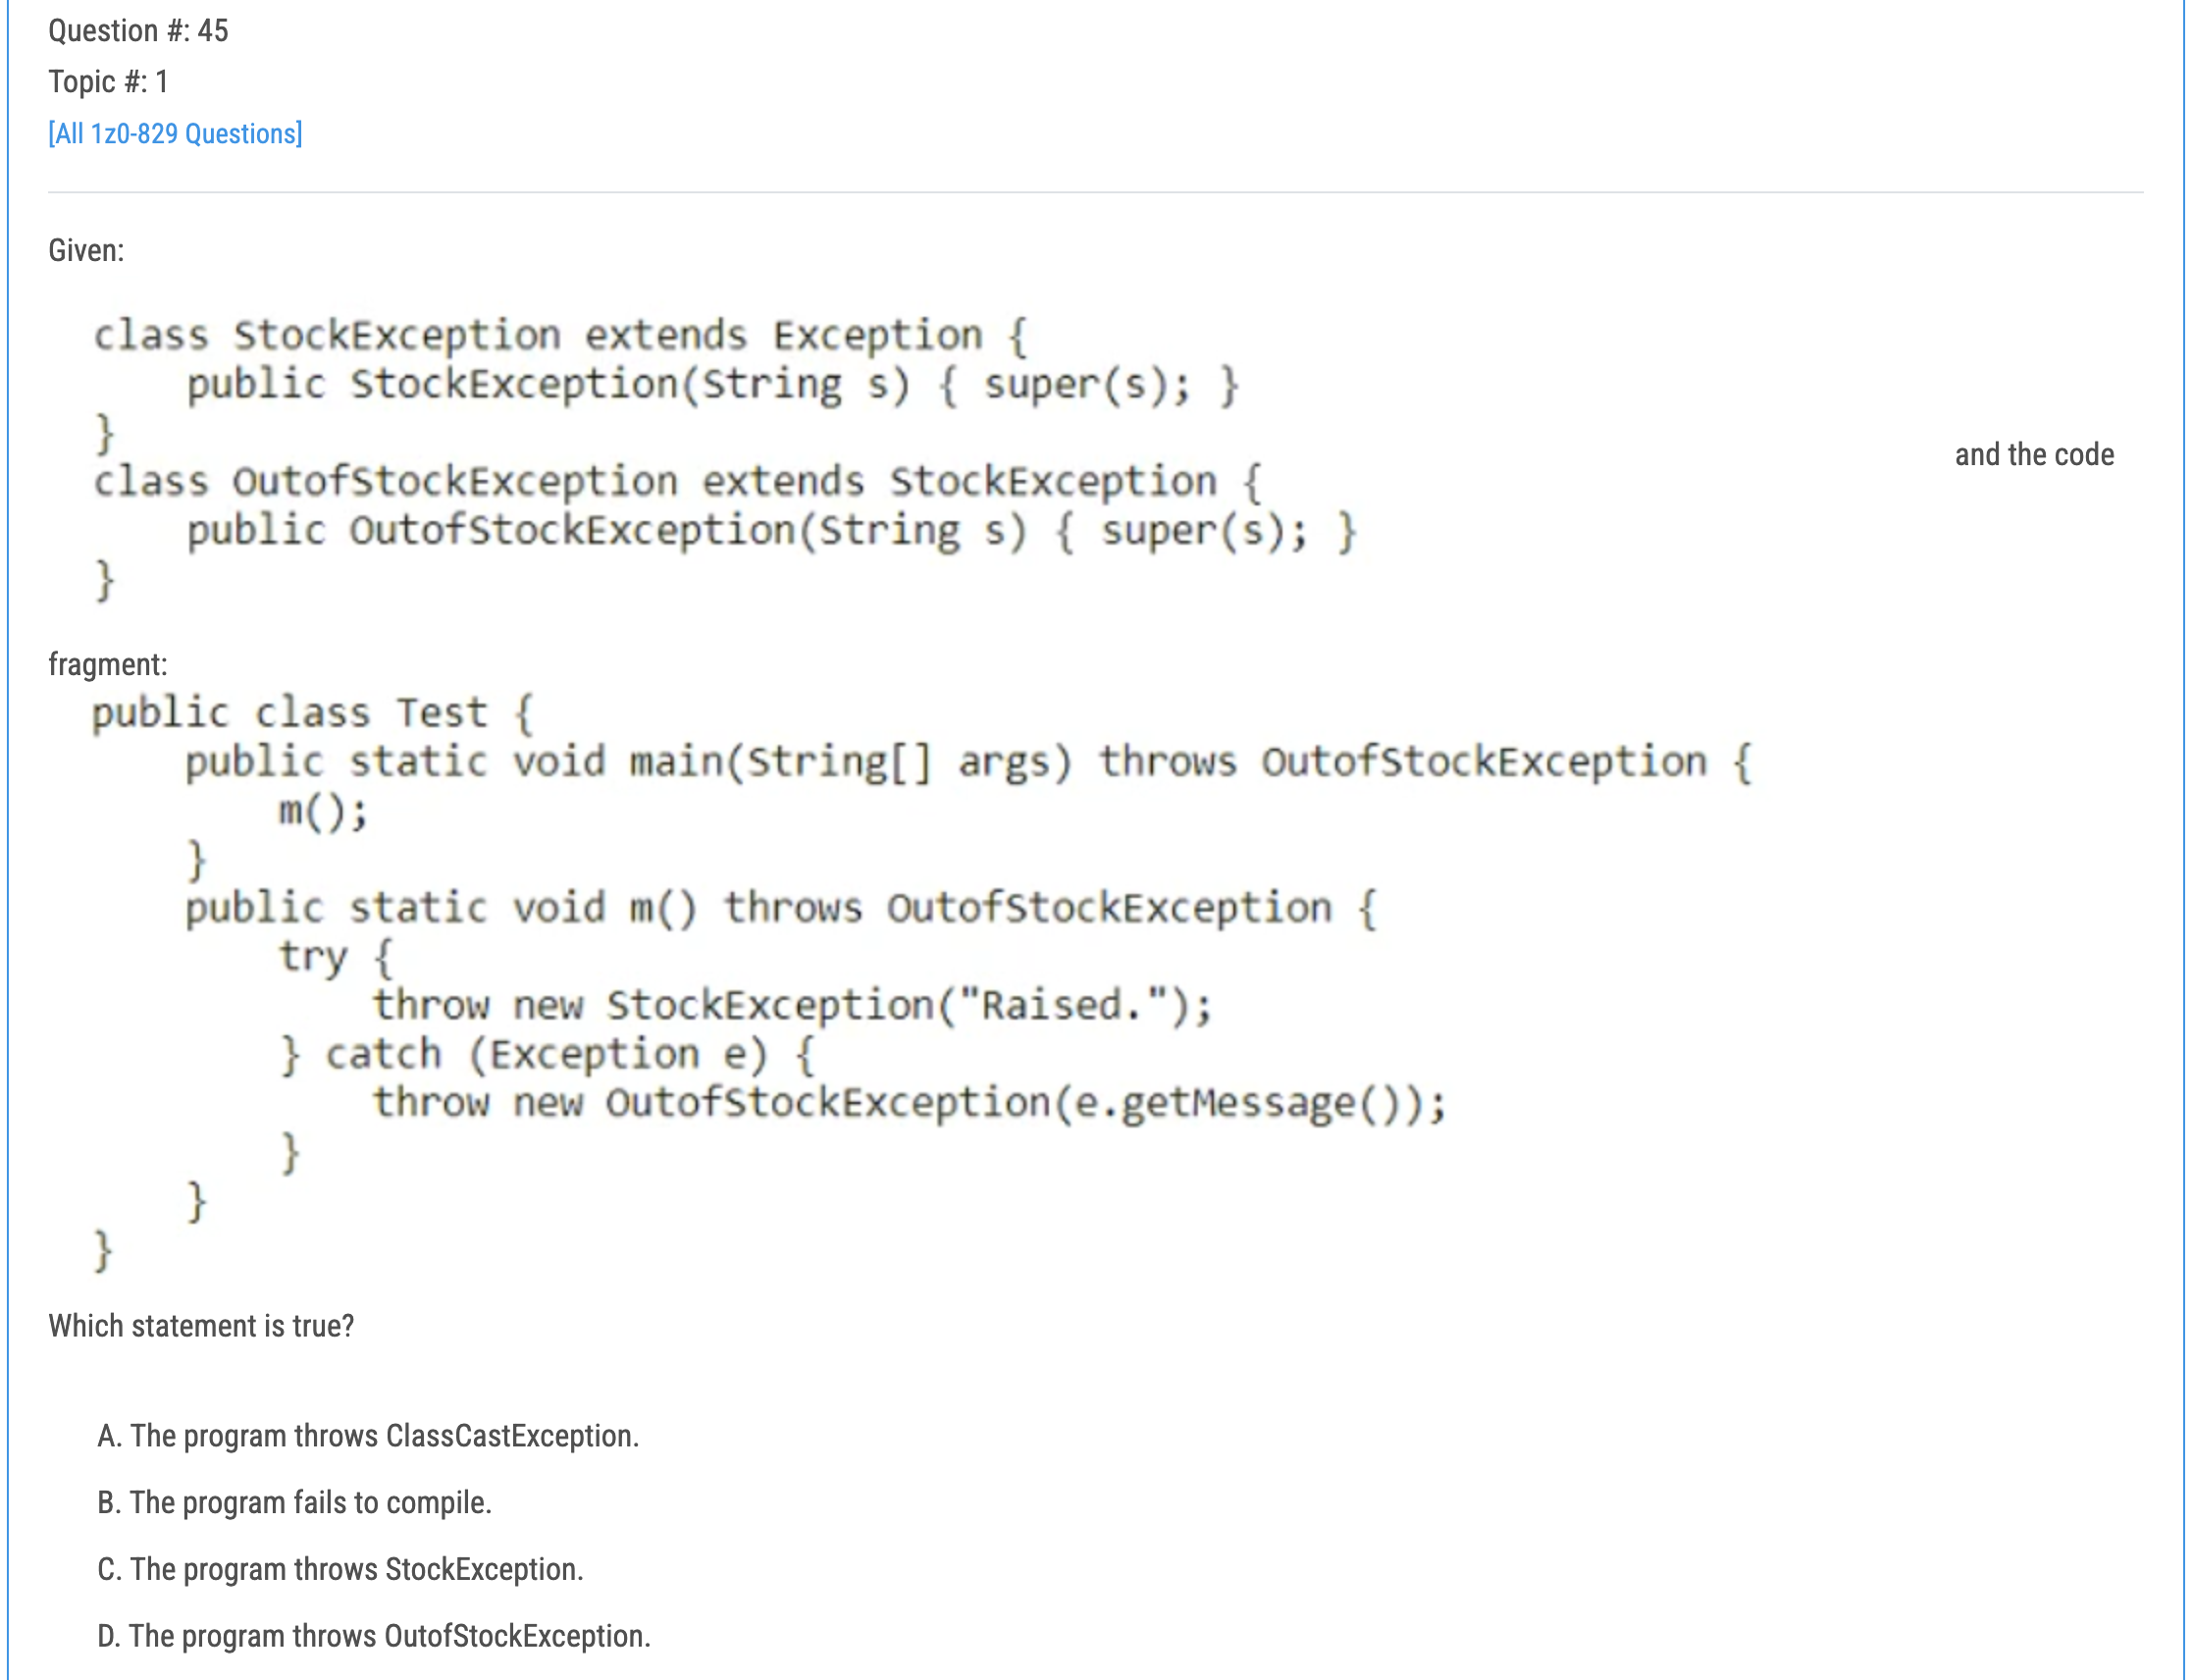 Question #: 45
Topic #: 1
[All 1z0-829 Questions]
Given:
class StockException extends Exception {
    public StockException(String s) { super(s); }
}
class OutofStockException extends StockException {
    public OutofStockException(String s) { super(s); }
}
and the code
fragment:
public class Test {
    public static void main(String[] args) throws OutofStockException {
        m();
    }
    public static void m() throws OutofStockException {
        try {
            throw new StockException("Raised.");
        } catch (Exception e) {
            throw new OutofStockException(e.getMessage());
        }
    }
}
Which statement is true?
A. The program throws ClassCastException.
B. The program fails to compile.
C. The program throws StockException.
D. The program throws OutofStockException.